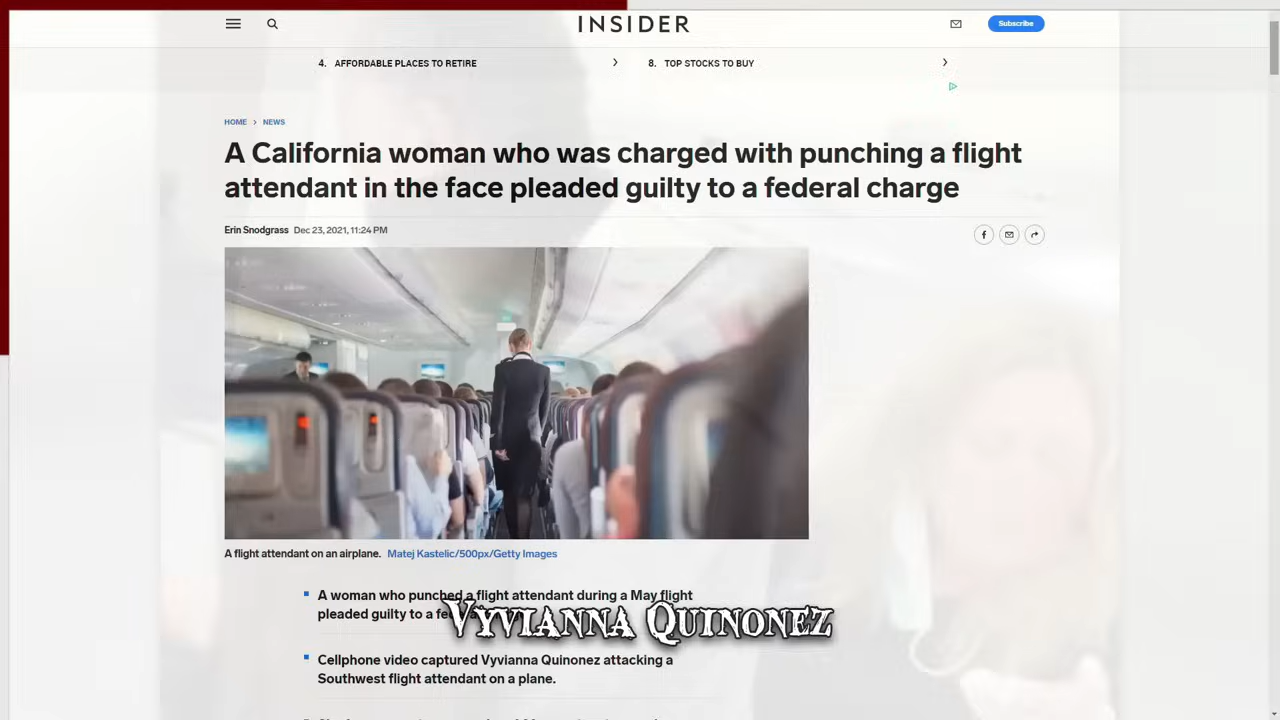 INSIDER
Subscribe
4. AFFORDABLE PLACES TO RETIRE
8. TOP STOCKS TO BUY
HOME > NEWS
A California woman who was charged with punching a flight
attendant in the face pleaded guilty to a federal charge
Erin Snodgrass Dec 23, 2021, 11:24 PM
A flight attendant on an airplane. Matej Kastelic/500px/Getty Images
A woman who punched a flight attendant during a May flight
pleaded guilty to a
Vyvianna Quinonez
Cellphone video captured Vyvianna Quinonez attacking a
Southwest flight attendant on a plane.